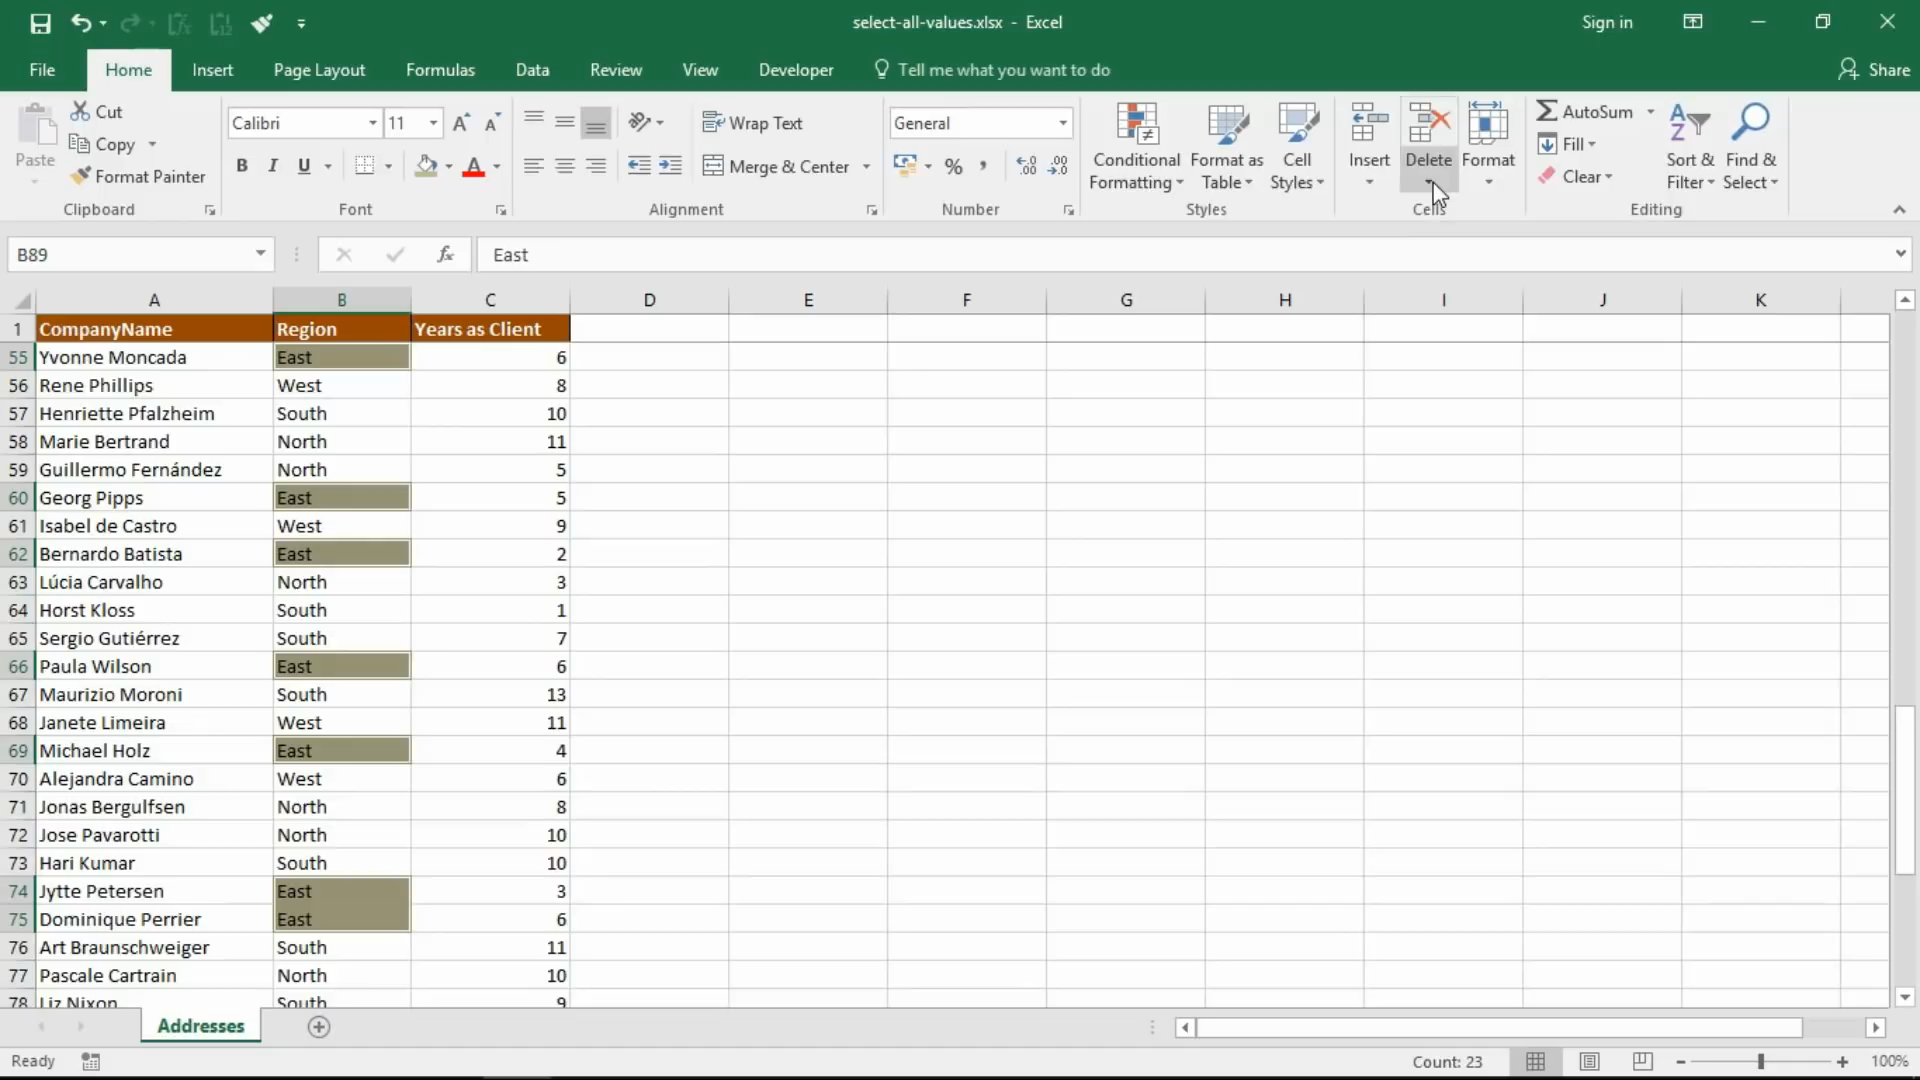 select-all-values.xlsx - Excel
Sign in
File Home Insert Page Layout Formulas Data Review View Developer Tell me what you want to do Share
Paste
Cut
Copy
Format Painter
Clipboard
Calibri 11
B I U A
Font
Wrap Text
Merge & Center
Alignment
General
%
Number
Conditional Formatting
Format as Table
Cell Styles
Styles
Insert
Delete
Format
Cells
AutoSum
Fill
Clear
Sort & Filter
Find & Select
Editing
B89 fx East
A B C D E F G H I J K
1 CompanyName Region Years as Client
55 Yvonne Moncada East 6
56 Rene Phillips West 8
57 Henriette Pfalzheim South 10
58 Marie Bertrand North 11
59 Guillermo Fernández North 5
60 Georg Pipps East 5
61 Isabel de Castro West 9
62 Bernardo Batista East 2
63 Lúcia Carvalho North 3
64 Horst Kloss South 1
65 Sergio Gutiérrez South 7
66 Paula Wilson East 6
67 Maurizio Moroni South 13
68 Janete Limeira West 11
69 Michael Holz East 4
70 Alejandra Camino West 6
71 Jonas Bergulfsen North 8
72 Jose Pavarotti North 10
73 Hari Kumar South 10
74 Jytte Petersen East 3
75 Dominique Perrier East 6
76 Art Braunschweiger South 11
77 Pascale Cartrain North 10
78 Liz Nixon South 9
Addresses
Ready Count: 23 100%